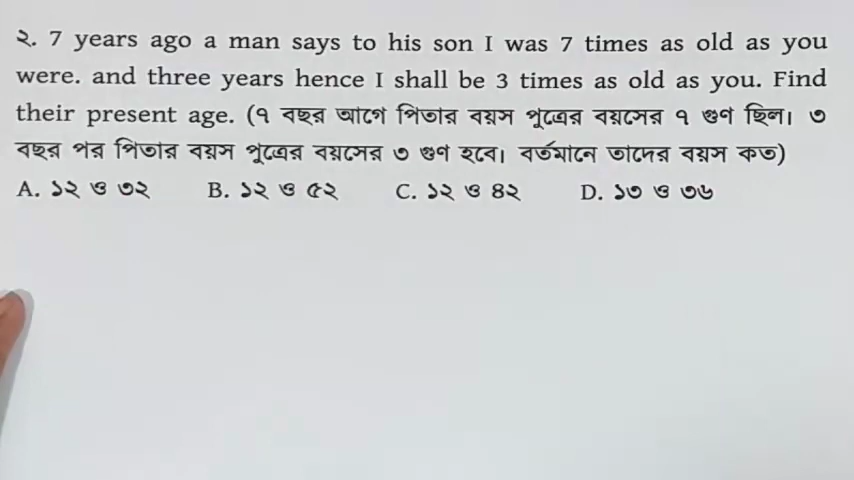 ২. 7 years ago a man says to his son I was 7 times as old as you
were. and three years hence I shall be 3 times as old as you. Find
their present age. (৭ বছর আগে পিতার বয়স পুত্রের বয়সের ৭ গুণ ছিল। ৩
বছর পর পিতার বয়স পুত্রের বয়সের ৩ গুণ হবে। বর্তমানে তাদের বয়স কত)
A. ১২ ও ৩২ B. ১২ ও ৫২ C. ১২ ও ৪২ D. ১৩ ও ৩৬